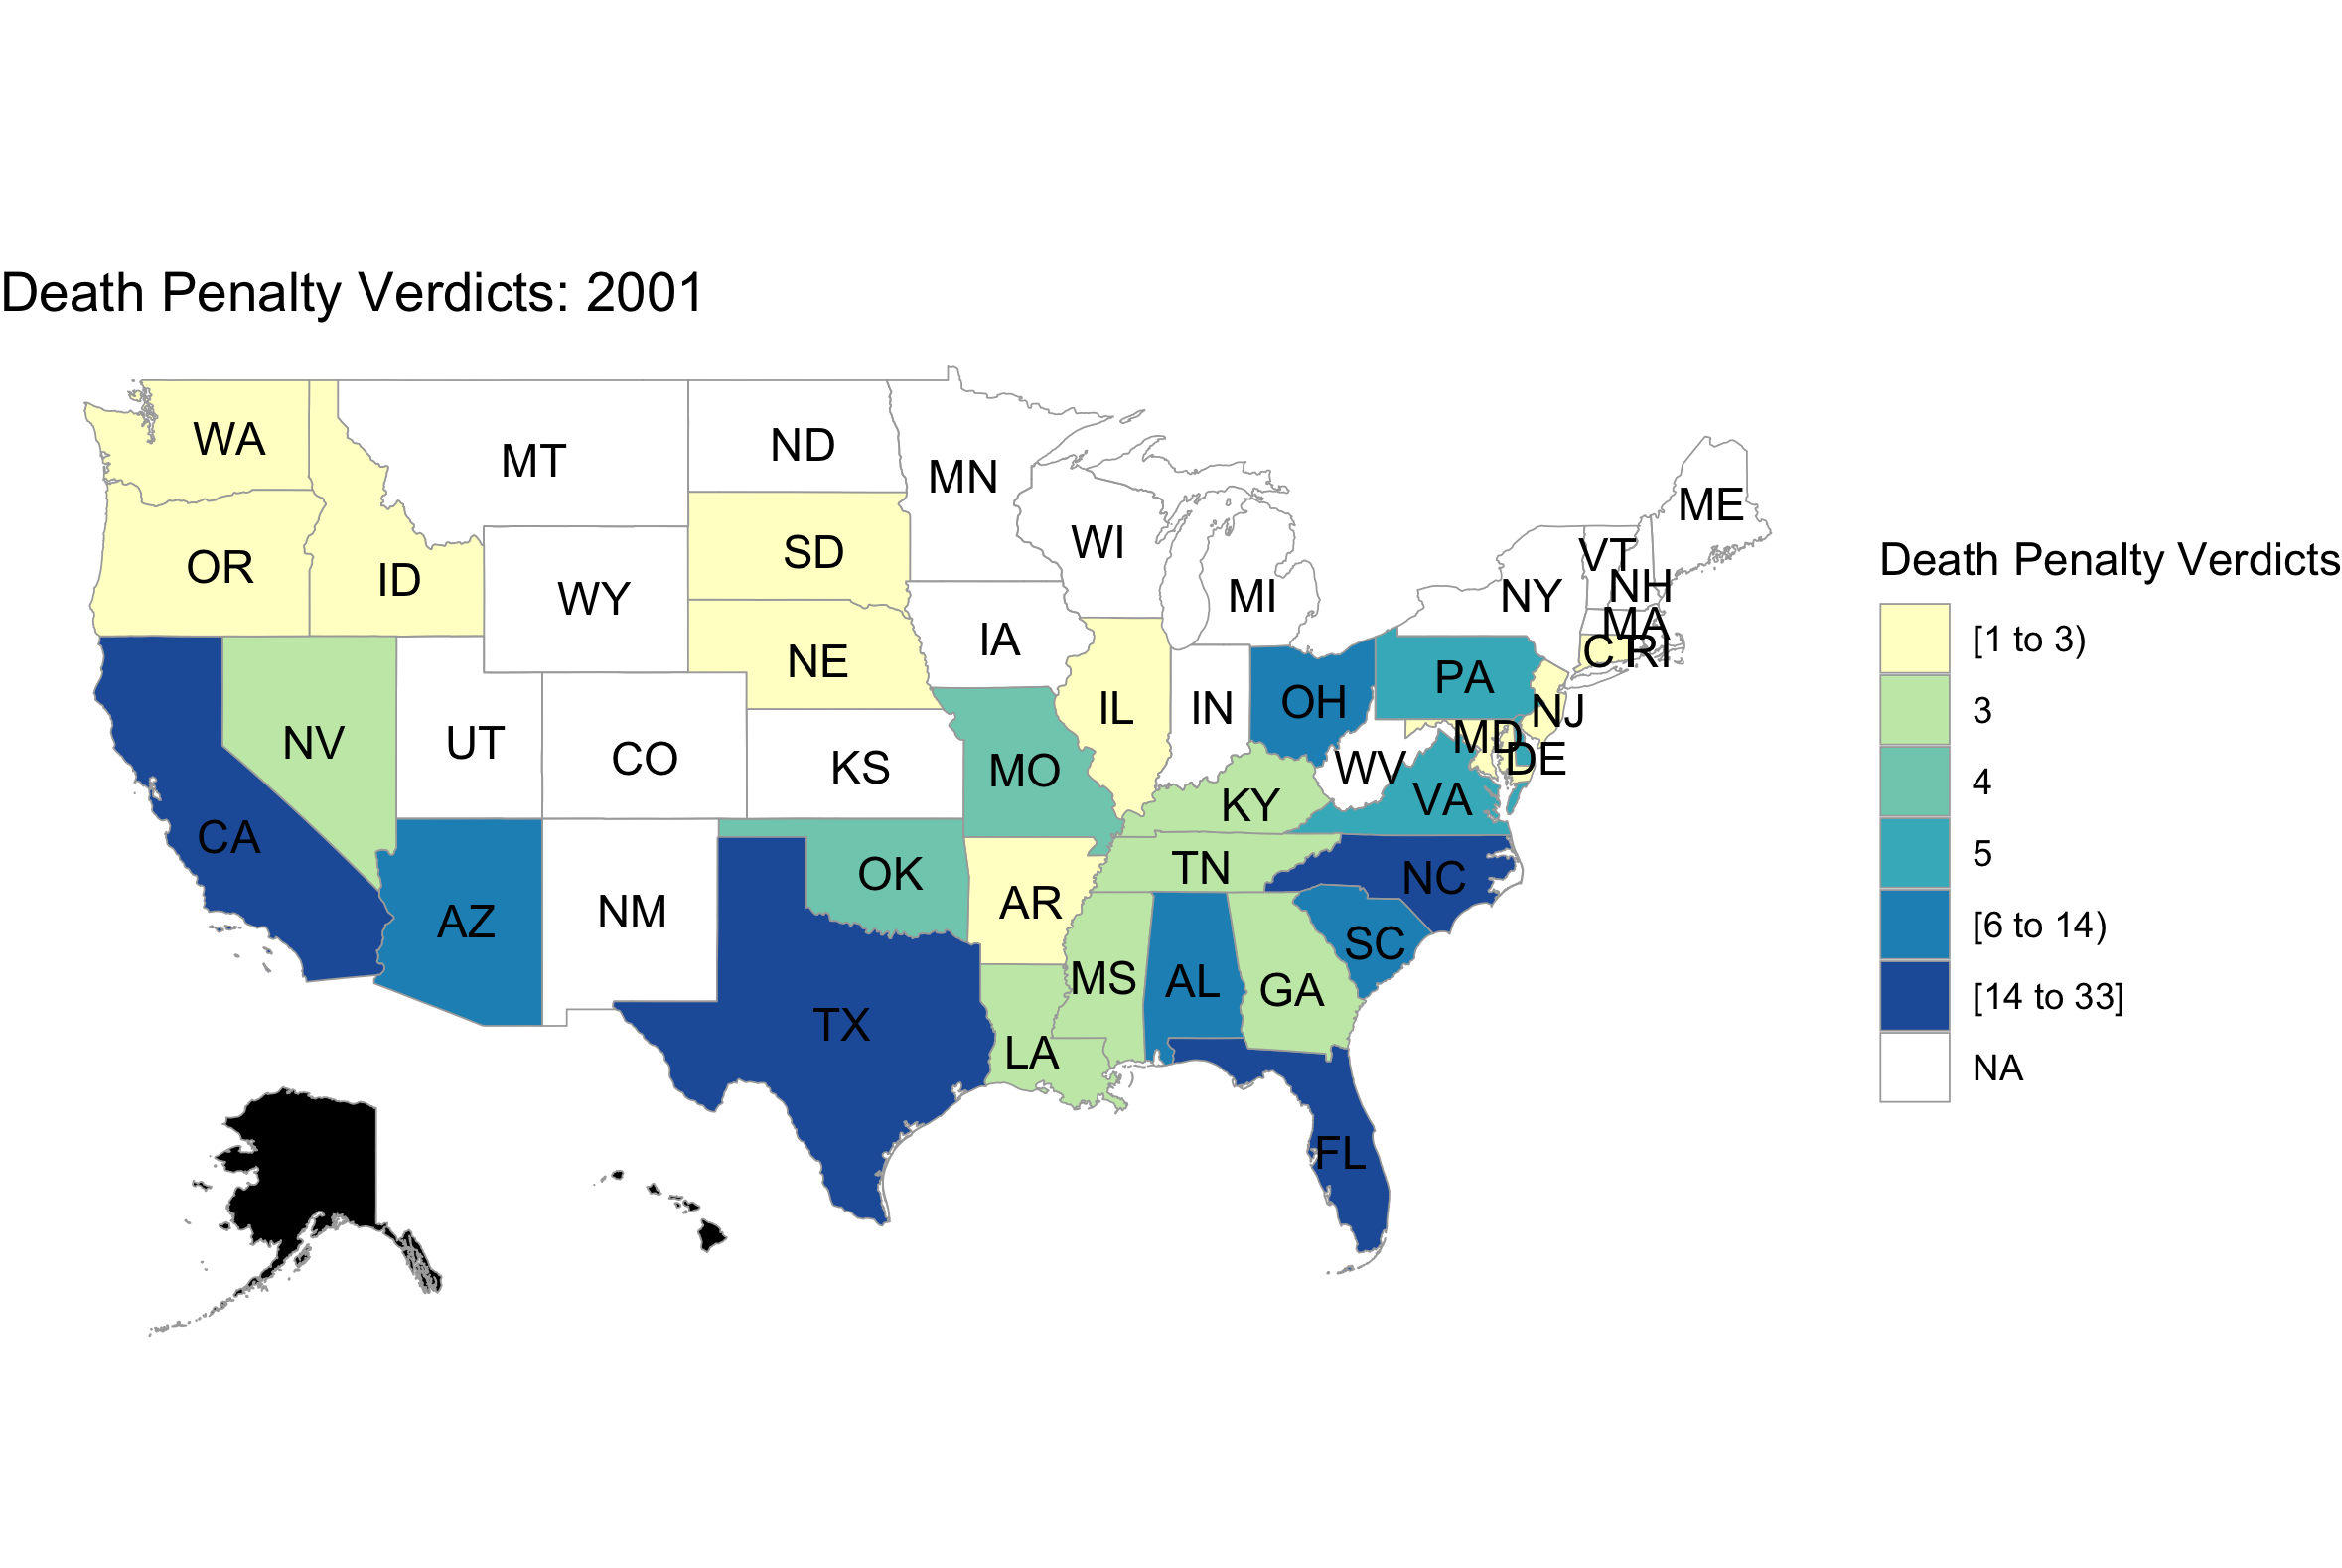 Death Penalty Verdicts: 2001
WA
MT
ND
MN
ME
OR
ID
SD
WI
VT
NH
WY
MI
NY
MA
IA
CT
RI
NE
PA
NV
UT
CO
KS
MO
IL
IN
OH
NJ
MD
DE
WV
VA
KY
CA
OK
TN
NC
AZ
NM
AR
SC
MS
AL
GA
TX
LA
FL
Death Penalty Verdicts
[1 to 3)
3
4
5
[6 to 14)
[14 to 33]
NA